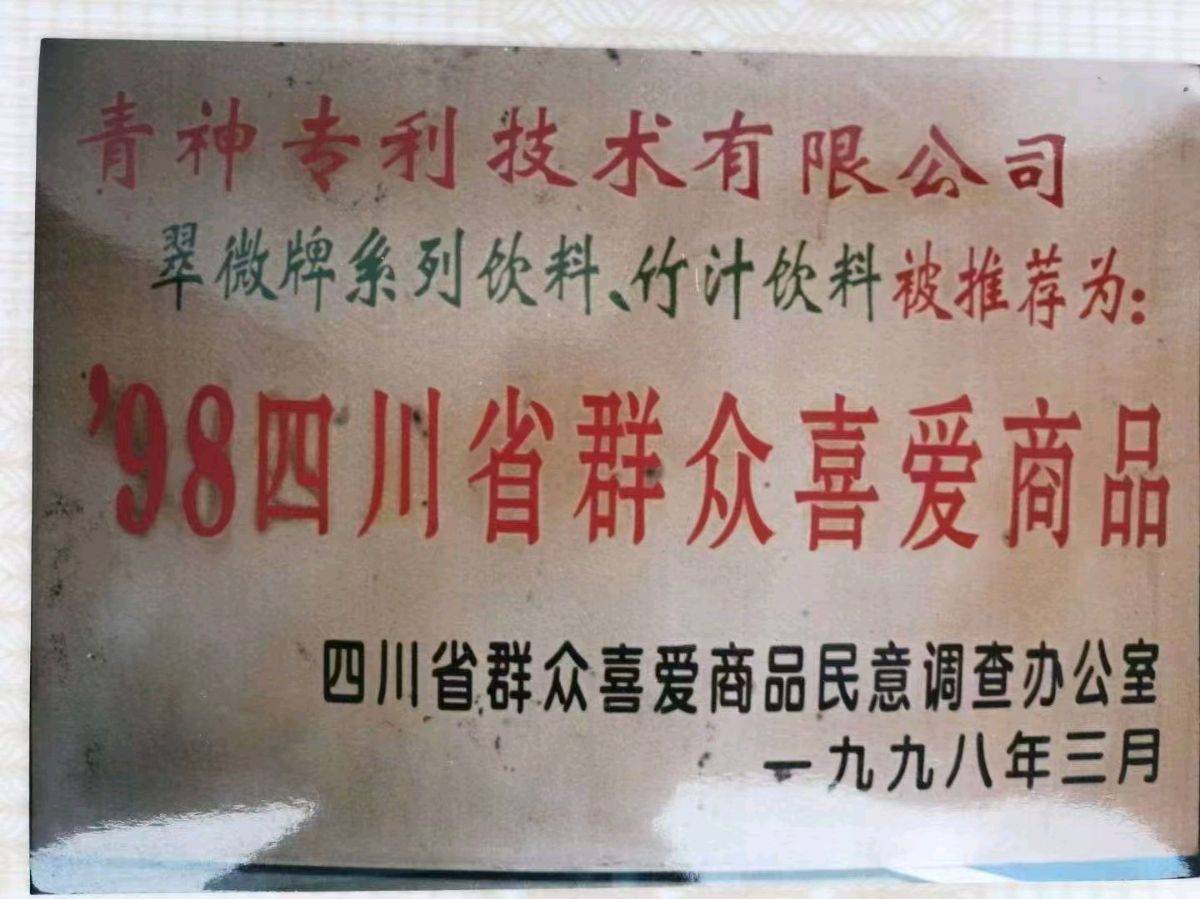 青神专利技术有限公司
翠微牌系列饮料、竹汁饮料被推荐为:
'98四川省群众喜爱商品
四川省群众喜爱商品民意调查办公室
一九九八年三月